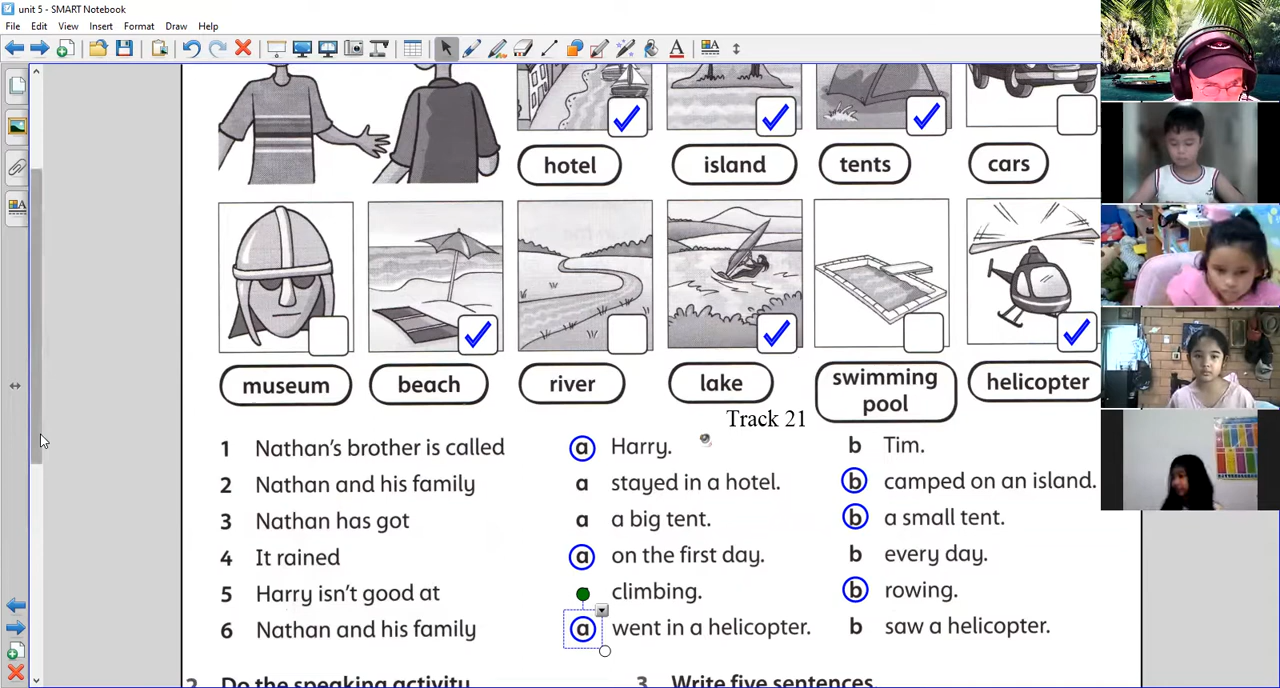 unit 5 - SMART Notebook
File Edit View Insert Format Draw Help
hotel island tents cars
museum beach river lake swimming pool helicopter
Track 21
1 Nathan's brother is called a Harry. b Tim.
2 Nathan and his family a stayed in a hotel. b camped on an island.
3 Nathan has got a a big tent. b a small tent.
4 It rained a on the first day. b every day.
5 Harry isn't good at climbing. b rowing.
6 Nathan and his family a went in a helicopter. b saw a helicopter.
2 Do the speaking activity. 3 Write five sentences.